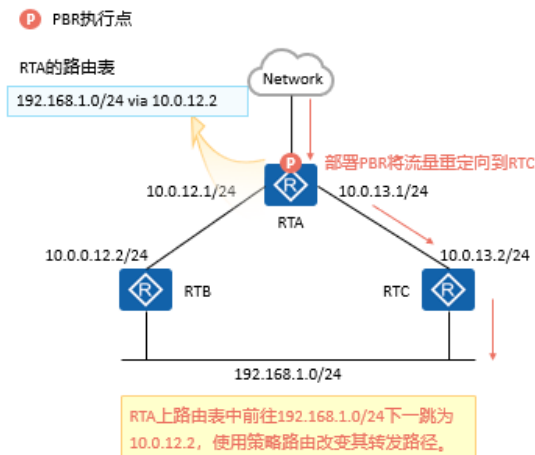 P PBR执行点
RTA的路由表
192.168.1.0/24 via 10.0.12.2
Network
P
部署PBR将流量重定向到RTC
10.0.12.1/24
R
10.0.13.1/24
RTA
10.0.0.12.2/24
10.0.13.2/24
R
RTB
RTC
R
192.168.1.0/24
RTA上路由表中前往192.168.1.0/24下一跳为
10.0.12.2，使用策略路由改变其转发路径。